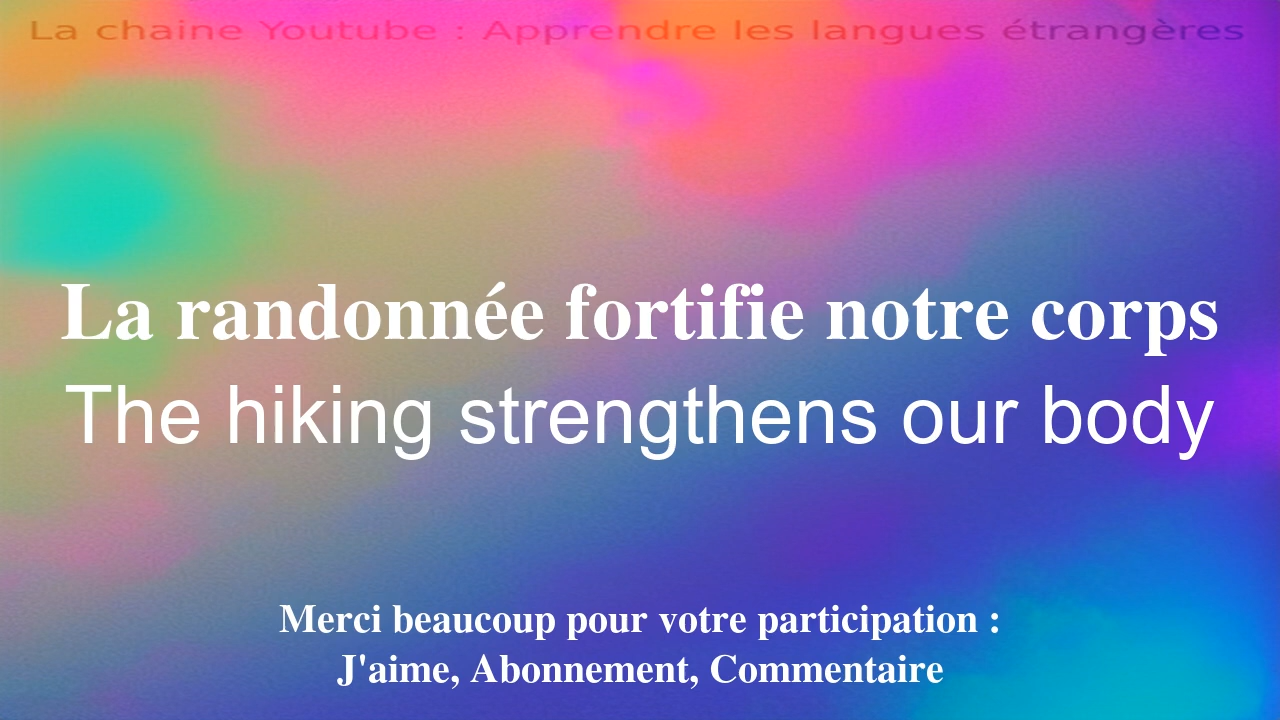 La chaine Youtube : Apprendre les langues étrangères
La randonnée fortifie notre corps
The hiking strengthens our body
Merci beaucoup pour votre participation :
J'aime, Abonnement, Commentaire